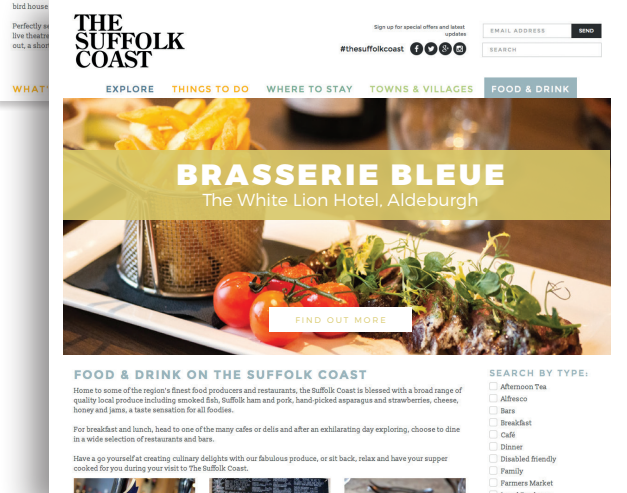 bird house
Perfectly
live theatre
out, a short
WHAT'
THE
SUFFOLK
COAST
Sign up for special offers and latest
updates
#thesuffolkcoast
EMAIL ADDRESS
SEND
SEARCH
EXPLORE THINGS TO DO WHERE TO STAY TOWNS & VILLAGES FOOD & DRINK
BRASSERIE BLEUE
The White Lion Hotel, Aldeburgh
FIND OUT MORE
FOOD & DRINK ON THE SUFFOLK COAST
Home to some of the region's finest food producers and restaurants, the Suffolk Coast is blessed with a broad range of
quality local produce including smoked fish, Suffolk ham and pork, hand-picked asparagus and strawberries, cheese,
honey and jams, a taste sensation for all foodies.
For breakfast and lunch, head to one of the many cafes or delis and after an exhilarating day exploring, choose to dine
in a wide selection of restaurants and bars.
Have a go yourself at creating culinary delights with our fabulous produce, or sit back, relax and have your supper
cooked for you during your visit to The Suffolk Coast.
SEARCH BY TYPE:
Afternoon Tea
Alfresco
Bars
Breakfast
Café
Dinner
Disabled friendly
Family
Farmers Market